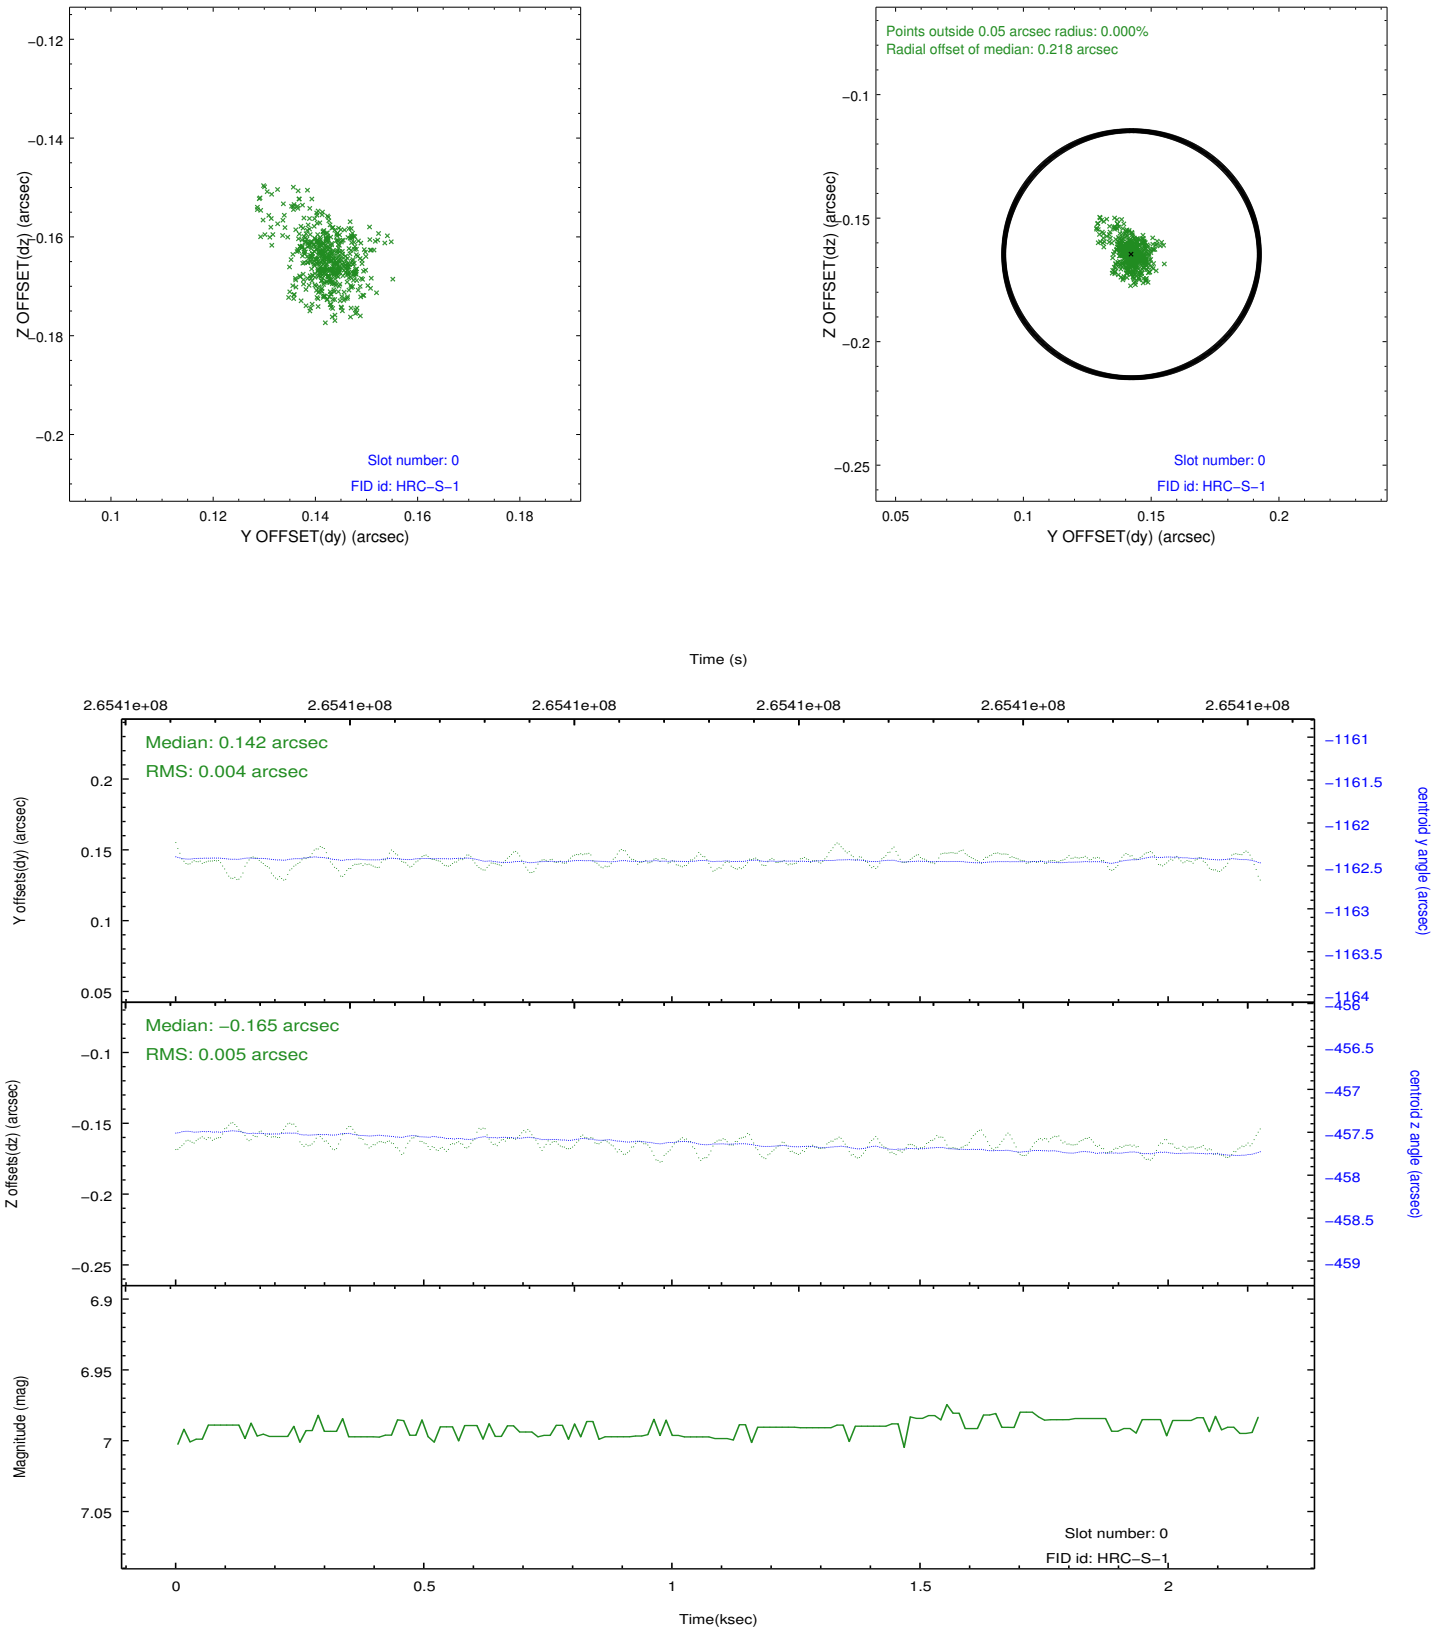 −0.12
−0.14
−0.16
−0.18
−0.2
Z OFFSET(dz) (arcsec)
Slot number: 0
FID id: HRC−S−1
0.1 0.12 0.14 0.16 0.18
Y OFFSET(dy) (arcsec)
Points outside 0.05 arcsec radius: 0.000%
Radial offset of median: 0.218 arcsec
−0.1
−0.15
−0.2
−0.25
Z OFFSET(dz) (arcsec)
Slot number: 0
FID id: HRC−S−1
0.05 0.1 0.15 0.2
Y OFFSET(dy) (arcsec)
Time (s)
2.6541e+08 2.6541e+08 2.6541e+08 2.6541e+08 2.6541e+08 2.6541e+08
Median: 0.142 arcsec
RMS: 0.004 arcsec
0.2
0.15
0.1
0.05
Y offsets(dy) (arcsec)
−1161
−1161.5
−1162
−1162.5
−1163
−1163.5
−1164
centroid y angle (arcsec)
Median: −0.165 arcsec
RMS: 0.005 arcsec
−0.1
−0.15
−0.2
−0.25
Z offsets(dz) (arcsec)
−456
−456.5
−457
−457.5
−458
−458.5
−459
centroid z angle (arcsec)
6.9
6.95
7
7.05
Magnitude (mag)
Slot number: 0
FID id: HRC−S−1
0 0.5 1 1.5 2
Time(ksec)